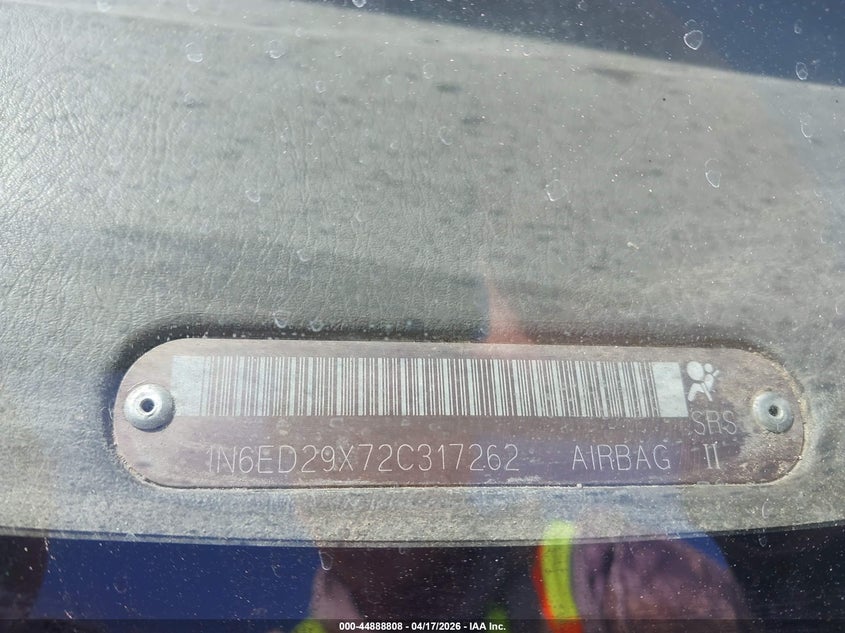 SRS
1N6ED29X72C317262 AIRBAG II
000-44888808 - 04/17/2026 - IAA Inc.